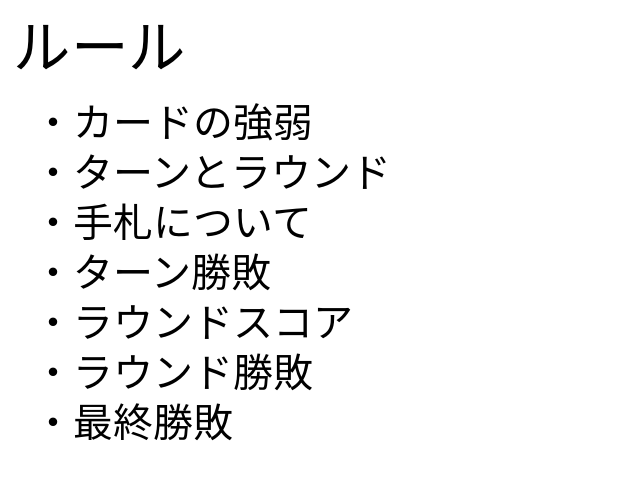 ルール
・カードの強弱
・ターンとラウンド
・手札について
・ターン勝敗
・ラウンドスコア
・ラウンド勝敗
・最終勝敗